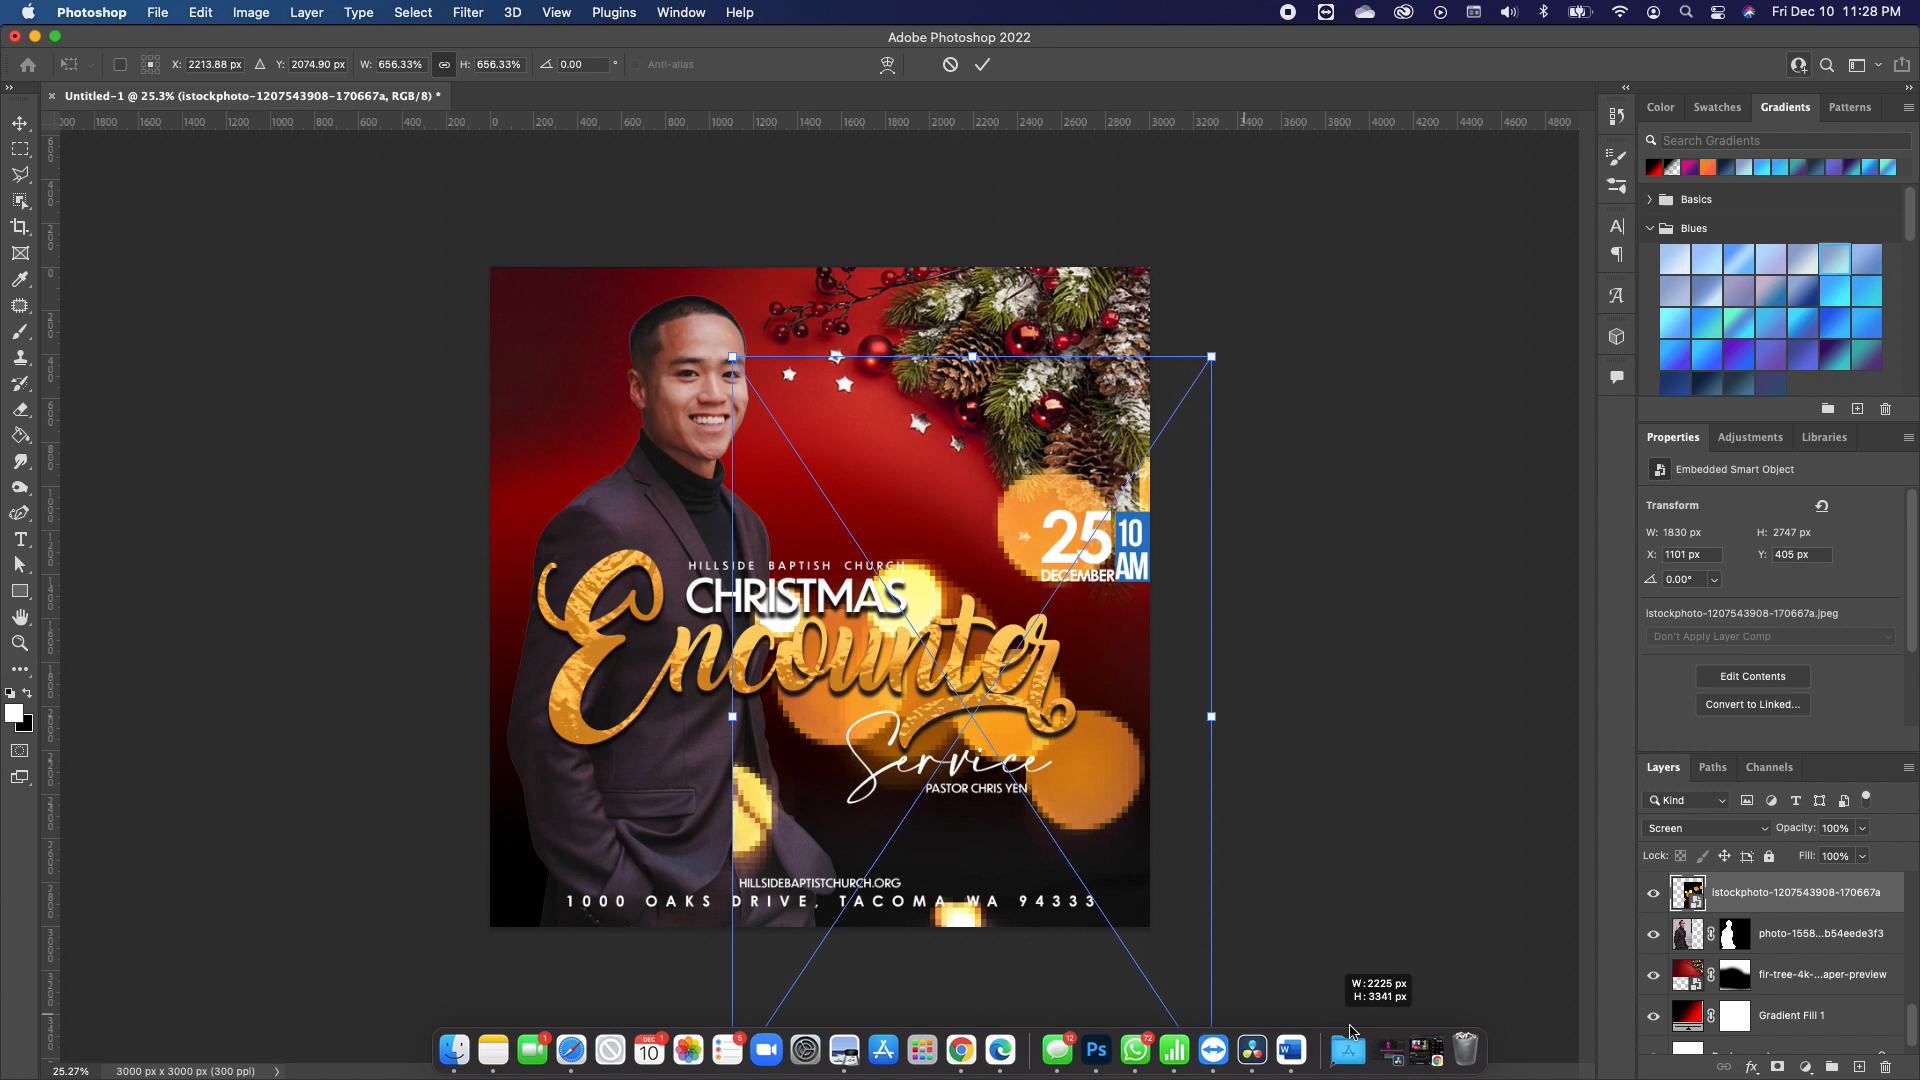 Photoshop File Edit Image Layer Type Select Filter 3D View Plugins Window Help Fri Dec 10 11:28 PM
Adobe Photoshop 2022
X: 2213.88 px Y: 2074.90 px W: 656.33% H: 656.33% 0.00 ° Anti-alias
Untitled-1 @ 25.3% (istockphoto-1207543908-170667a, RGB/8) *
Color Swatches Gradients Patterns
Search Gradients
Basics
Blues
Properties Adjustments Libraries
Embedded Smart Object
Transform
W: 1830 px H: 2747 px
X: 1101 px Y: 405 px
0.00°
istockphoto-1207543908-170667a.jpeg
Don't Apply Layer Comp
Edit Contents
Convert to Linked...
Layers Paths Channels
Kind
Screen Opacity: 100%
Lock: Fill: 100%
istockphoto-1207543908-170667a
photo-1558...b54eede3f3
fir-tree-4k-...aper-preview
Gradient Fill 1
25
DECEMBER
10
AM
HILLSIDE BAPTISH CHURCH
CHRISTMAS
Encounter
Service
PASTOR CHRIS YEN
HILLSIDEBAPTISTCHURCH.ORG
1000 OAKS DRIVE, TACOMA WA 94333
W: 2225 px
H: 3341 px
25.27% 3000 px x 3000 px (300 ppi)